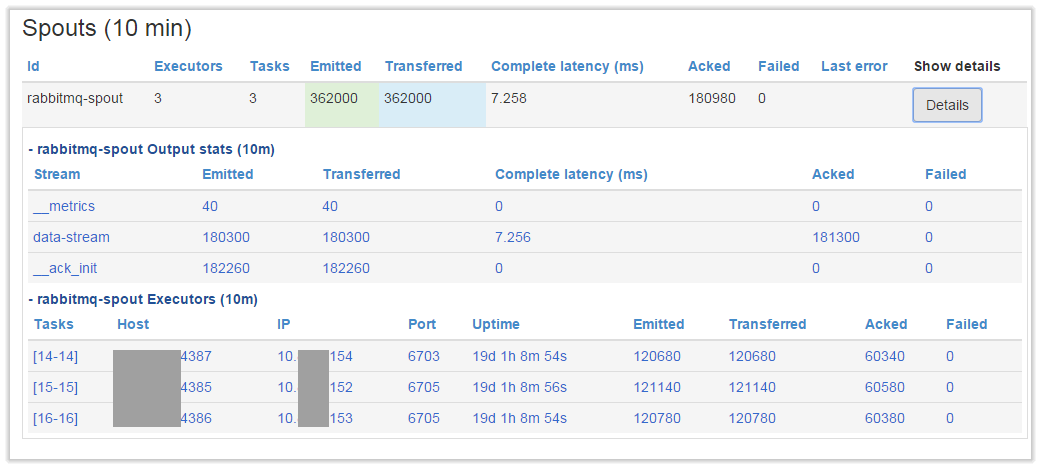 Spouts (10 min)
Id Executors Tasks Emitted Transferred Complete latency (ms) Acked Failed Last error Show details
rabbitmq-spout 3 3 362000 362000 7.258 180980 0 Details
- rabbitmq-spout Output stats (10m)
Stream Emitted Transferred Complete latency (ms) Acked Failed
__metrics 40 40 0 0 0
data-stream 180300 180300 7.256 181300 0
__ack_init 182260 182260 0 0 0
- rabbitmq-spout Executors (10m)
Tasks Host IP Port Uptime Emitted Transferred Acked Failed
[14-14] 4387 10. 154 6703 19d 1h 8m 54s 120680 120680 60340 0
[15-15] 4385 10. 152 6705 19d 1h 8m 56s 121140 121140 60580 0
[16-16] 4386 10. 153 6705 19d 1h 8m 54s 120780 120780 60380 0